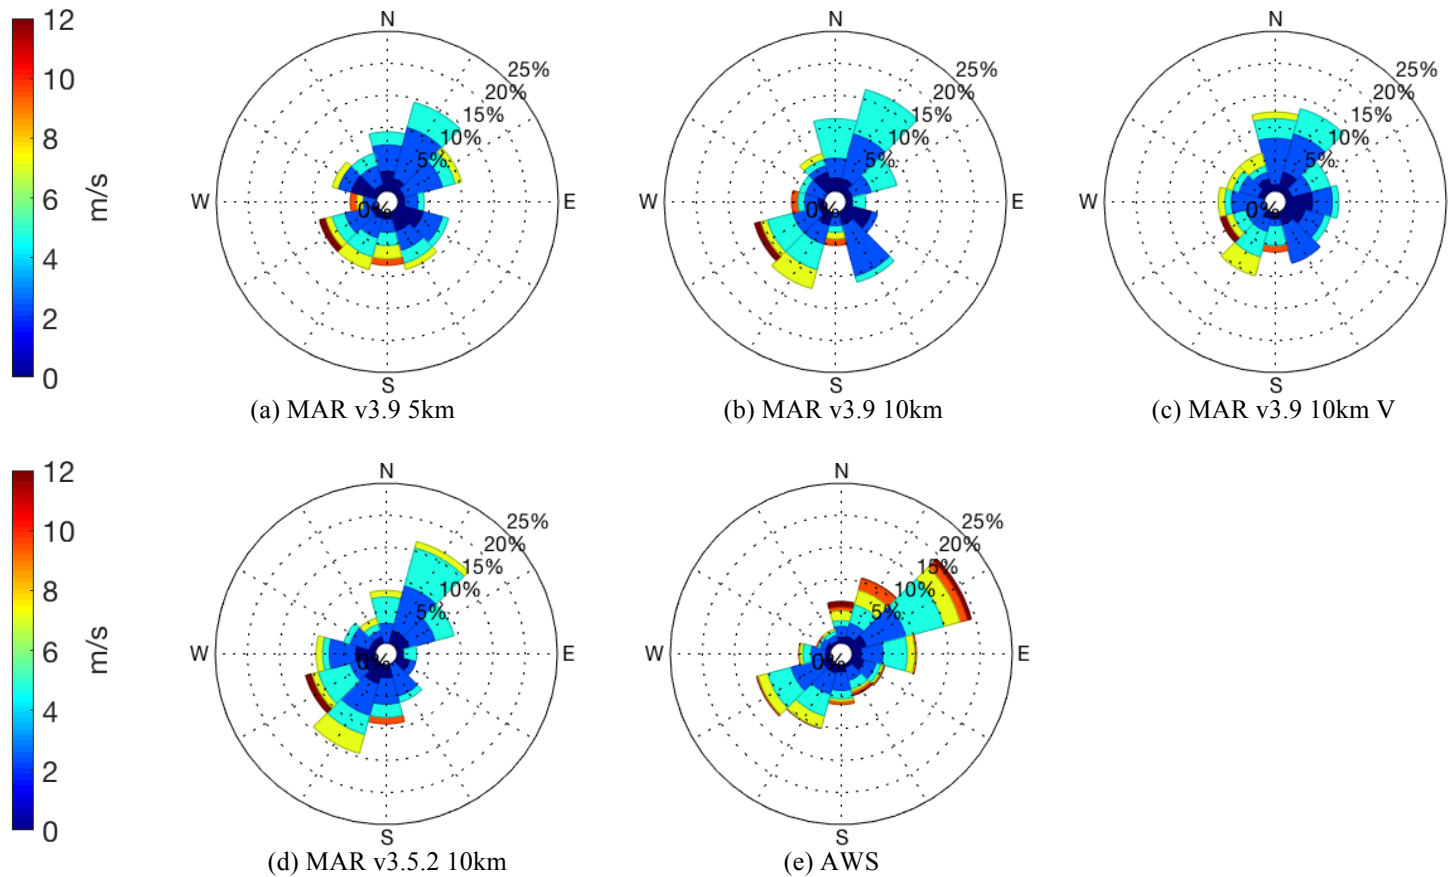 12
10
8
6
4
2
0
m/s
N
E
S
W
25%
20%
15%
10%
5%
0%
(a) MAR v3.9 5km
N
E
S
W
25%
20%
15%
10%
5%
0%
(b) MAR v3.9 10km
N
W
25%
20%
15%
10%
5%
0%
S
(c) MAR v3.9 10km V
12
10
8
6
4
2
0
m/s
N
E
S
W
25%
20%
15%
10%
5%
0%
(d) MAR v3.5.2 10km
N
E
S
W
25%
20%
15%
10%
5%
0%
(e) AWS